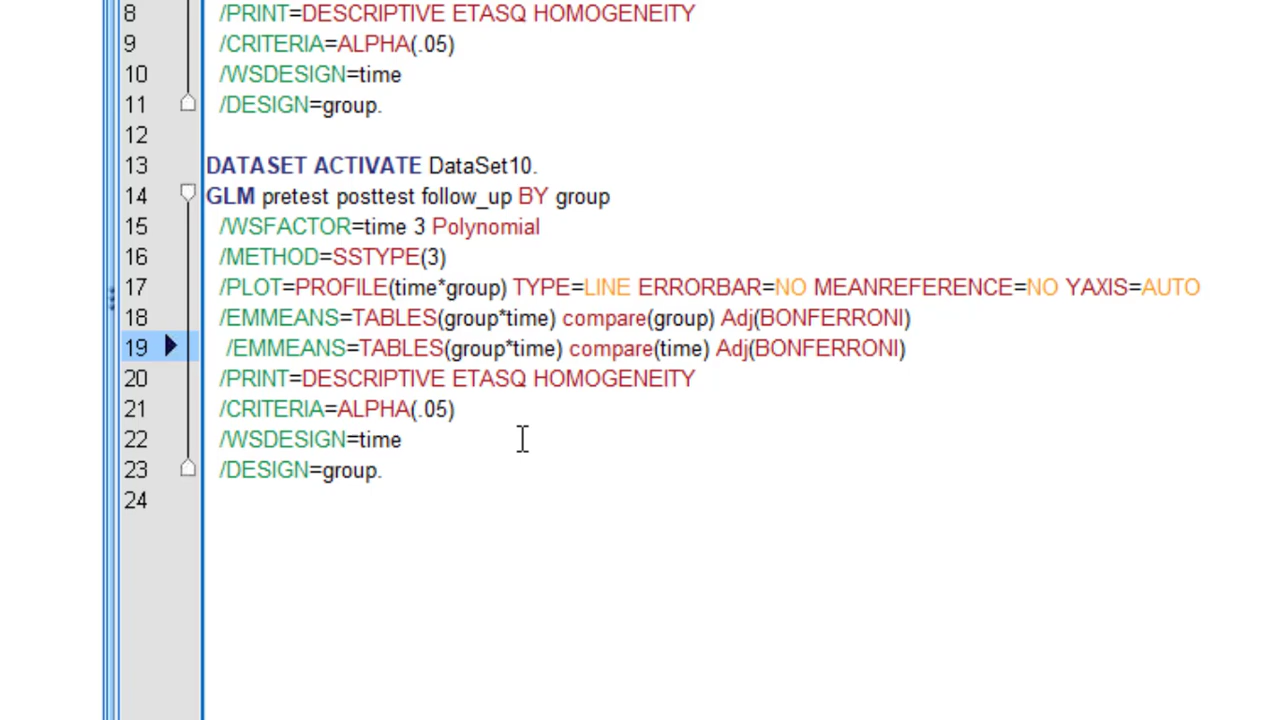 8 /PRINT=DESCRIPTIVE ETASQ HOMOGENEITY
9 /CRITERIA=ALPHA(.05)
10 /WSDESIGN=time
11 /DESIGN=group.
12
13 DATASET ACTIVATE DataSet10.
14 GLM pretest posttest follow_up BY group
15 /WSFACTOR=time 3 Polynomial
16 /METHOD=SSTYPE(3)
17 /PLOT=PROFILE(time*group) TYPE=LINE ERRORBAR=NO MEANREFERENCE=NO YAXIS=AUTO
18 /EMMEANS=TABLES(group*time) compare(group) Adj(BONFERRONI)
19 /EMMEANS=TABLES(group*time) compare(time) Adj(BONFERRONI)
20 /PRINT=DESCRIPTIVE ETASQ HOMOGENEITY
21 /CRITERIA=ALPHA(.05)
22 /WSDESIGN=time
23 /DESIGN=group.
24